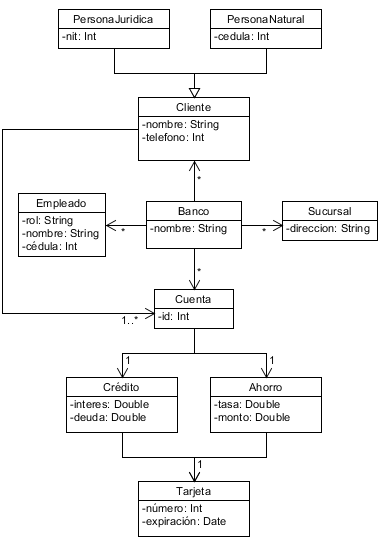 PersonaJuridica
-nit: Int
PersonaNatural
-cedula: Int
Cliente
-nombre: String
-telefono: Int
*
Empleado
-rol: String
-nombre: String
-cédula: Int
*
Banco
-nombre: String
*
Sucursal
-direccion: String
*
Cuenta
-id: Int
1..*
1
1
Crédito
-interes: Double
-deuda: Double
Ahorro
-tasa: Double
-monto: Double
1
Tarjeta
-número: Int
-expiración: Date